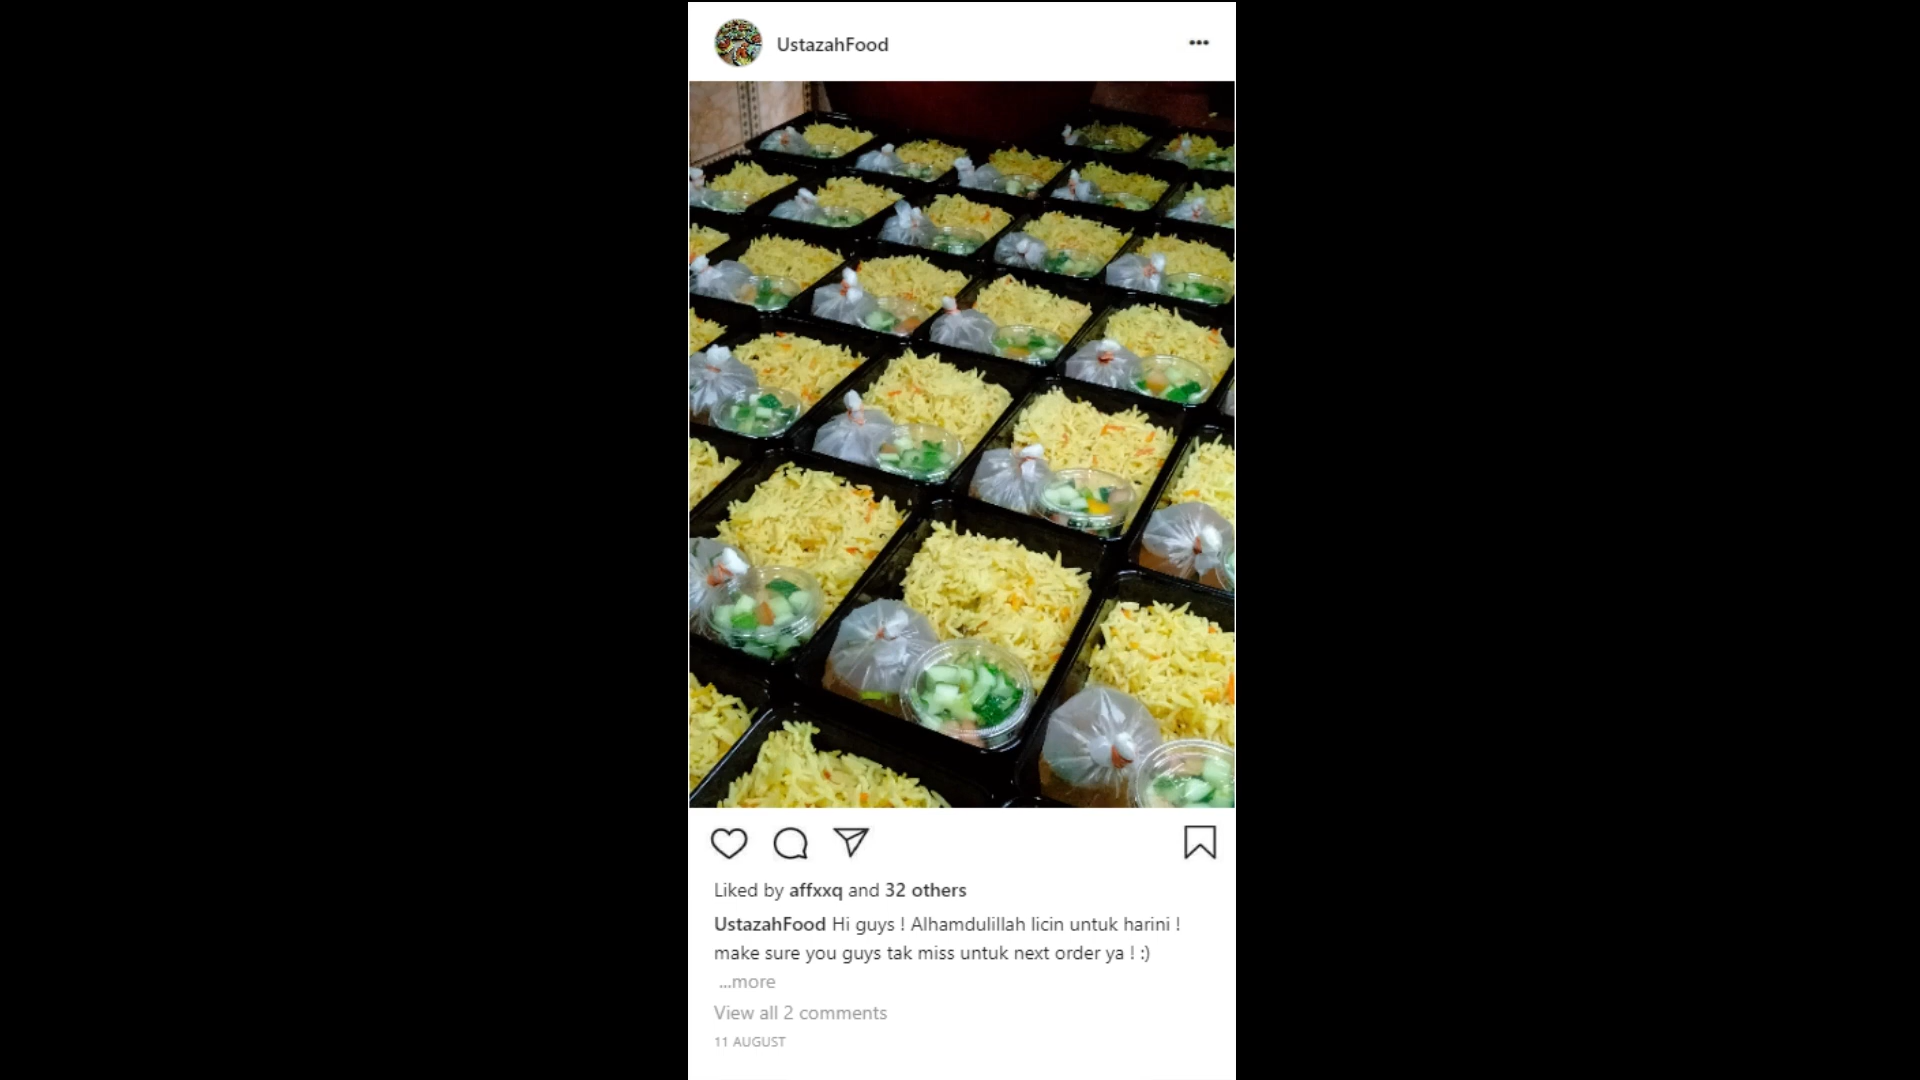 UstazahFood
Liked by affxxq and 32 others
UstazahFood Hi guys ! Alhamdulillah licin untuk harini !
make sure you guys tak miss untuk next order ya ! :)
...more
View all 2 comments
11 AUGUST